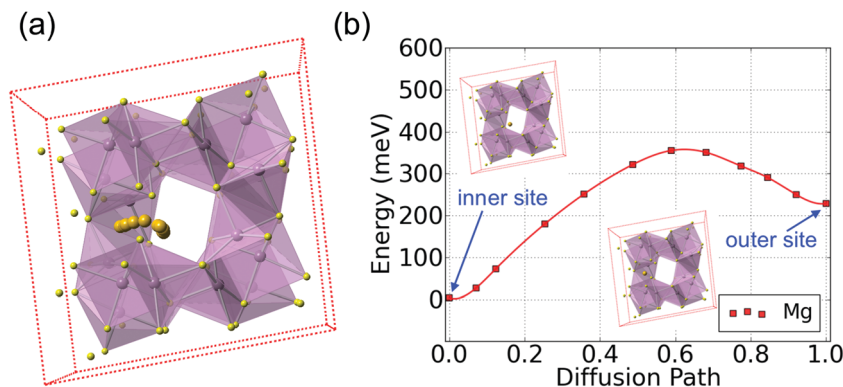 (a)
(b)
600
500
400
300
200
100
0
Energy (meV)
inner site
outer site
Mg
0.0 0.2 0.4 0.6 0.8 1.0
Diffusion Path